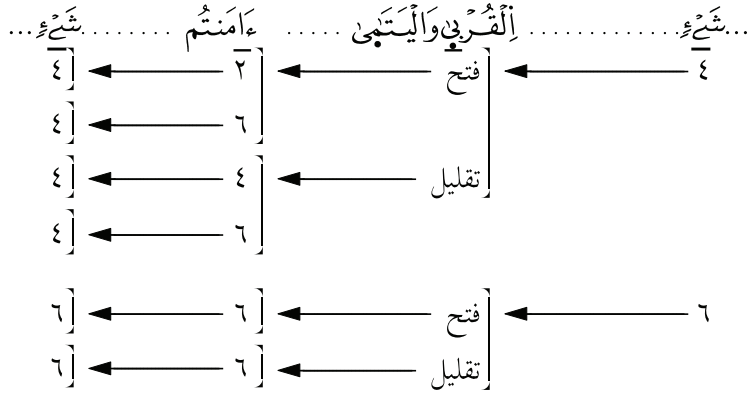 ...شَےْءٖ ............ اِ۬لْقُرْب۪ىٰ وَالْيَتَٰم۪ىٰ ..... ءَامَنتُم ........ شَےْءٖ...
٤ فتح ٢ ٤
٦ ٤
تقليل ٤ ٤
٦ ٤
٦ فتح ٦ ٦
تقليل ٦ ٦